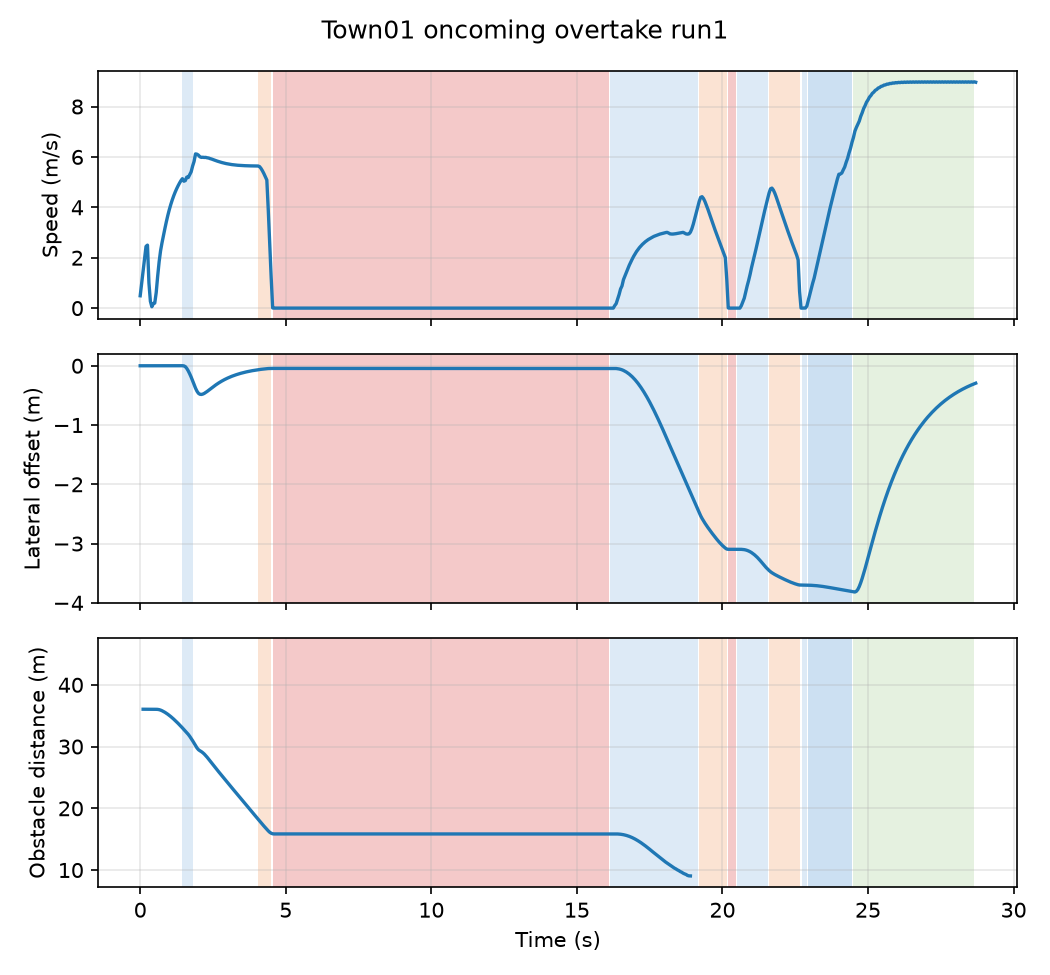 Town01 oncoming overtake run1
Speed (m/s)
8
6
4
2
0
Lateral offset (m)
0
−1
−2
−3
−4
Obstacle distance (m)
40
30
20
10
0 5 10 15 20 25 30
Time (s)